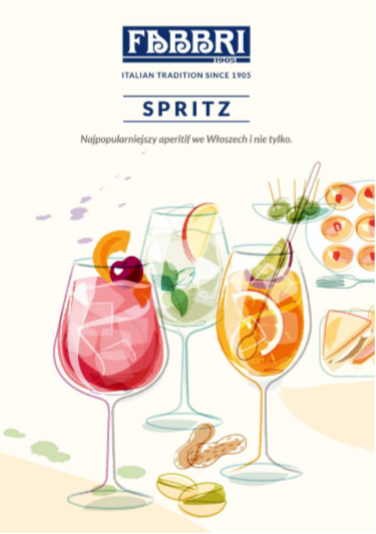 FABBRI
1905
ITALIAN TRADITION SINCE 1905
SPRITZ
Najpopularniejszy aperitif we Włoszech i nie tylko.